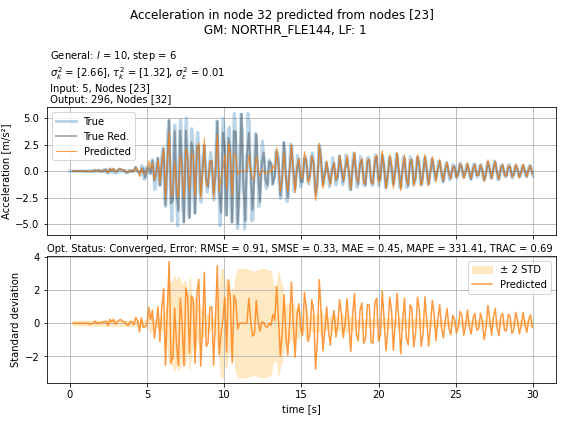 Acceleration in node 32 predicted from nodes [23]
GM: NORTHR_FLE144, LF: 1
General: l = 10, step = 6
σ²ₖ = [2.66], τ²ₖ = [1.32], σ²ε = 0.01
Input: 5, Nodes [23]
Output: 296, Nodes [32]
True
True Red.
Predicted
5.0
2.5
0.0
−2.5
−5.0
Acceleration [m/s²]
Opt. Status: Converged, Error: RMSE = 0.91, SMSE = 0.33, MAE = 0.45, MAPE = 331.41, TRAC = 0.69
± 2 STD
Predicted
4
2
0
−2
Standard deviation
0 5 10 15 20 25 30
time [s]